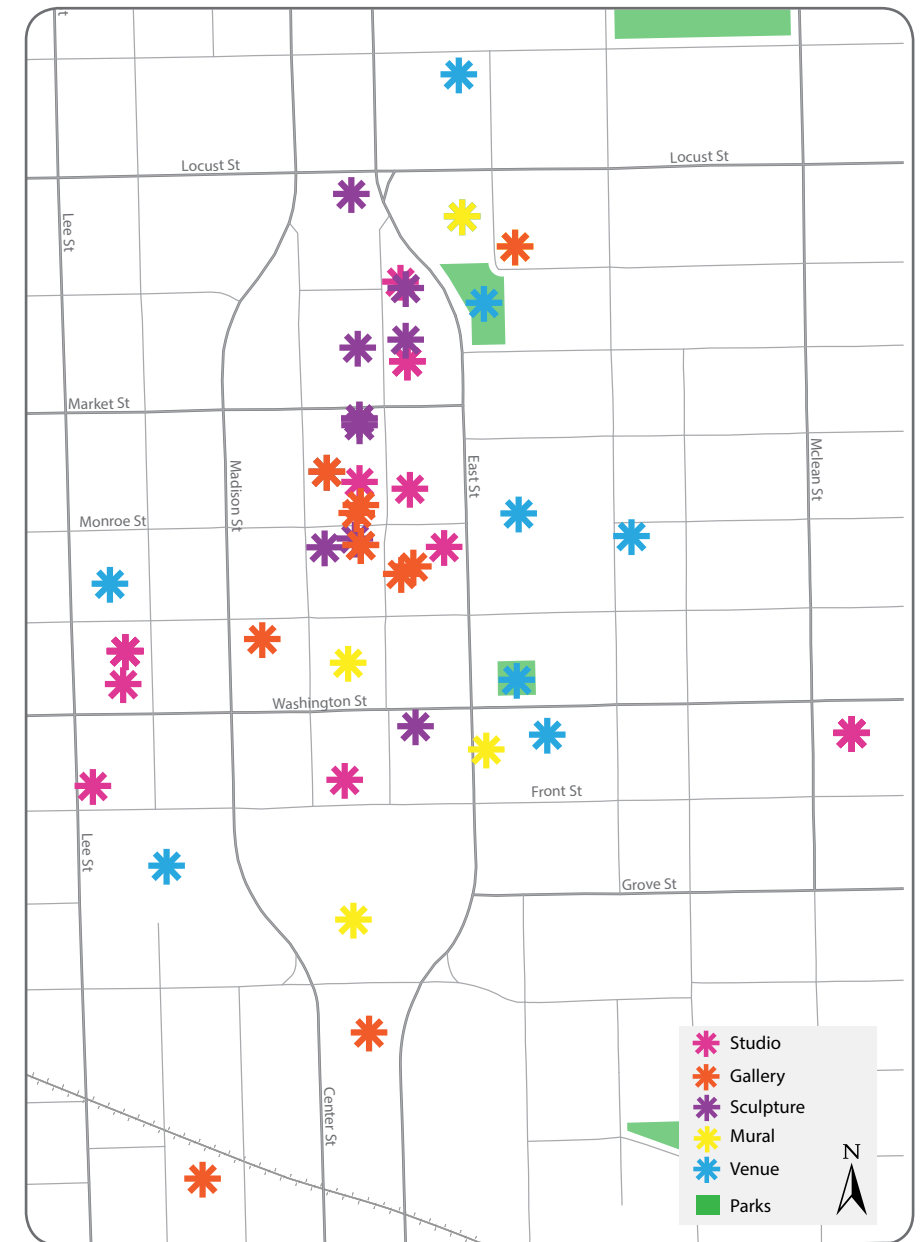 Locust St
Locust St
Lee St
Market St
Madison St
East St
Mclean St
Monroe St
Washington St
Front St
Lee St
Grove St
Center St
Studio
Gallery
Sculpture
Mural
Venue
Parks
N